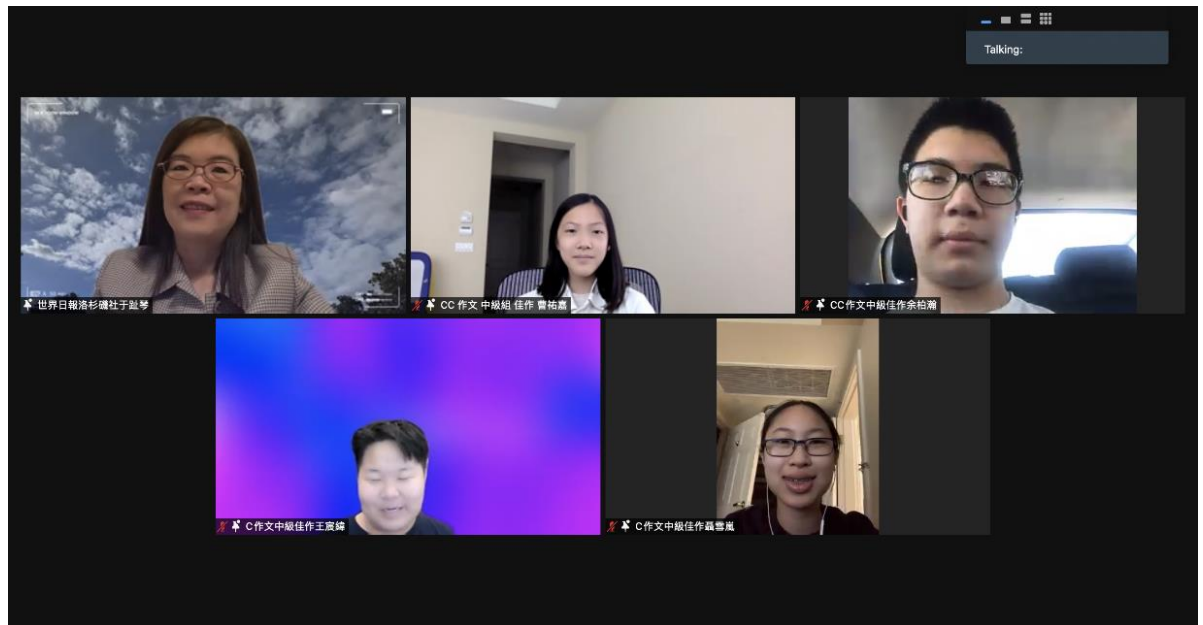 Talking:
世界日報洛杉磯社于趾琴
CC 作文 中級組 佳作 曹祐嘉
CC作文中級佳作余柏瀚
C作文中級佳作王宸緯
C作文中級佳作聶雪嵐